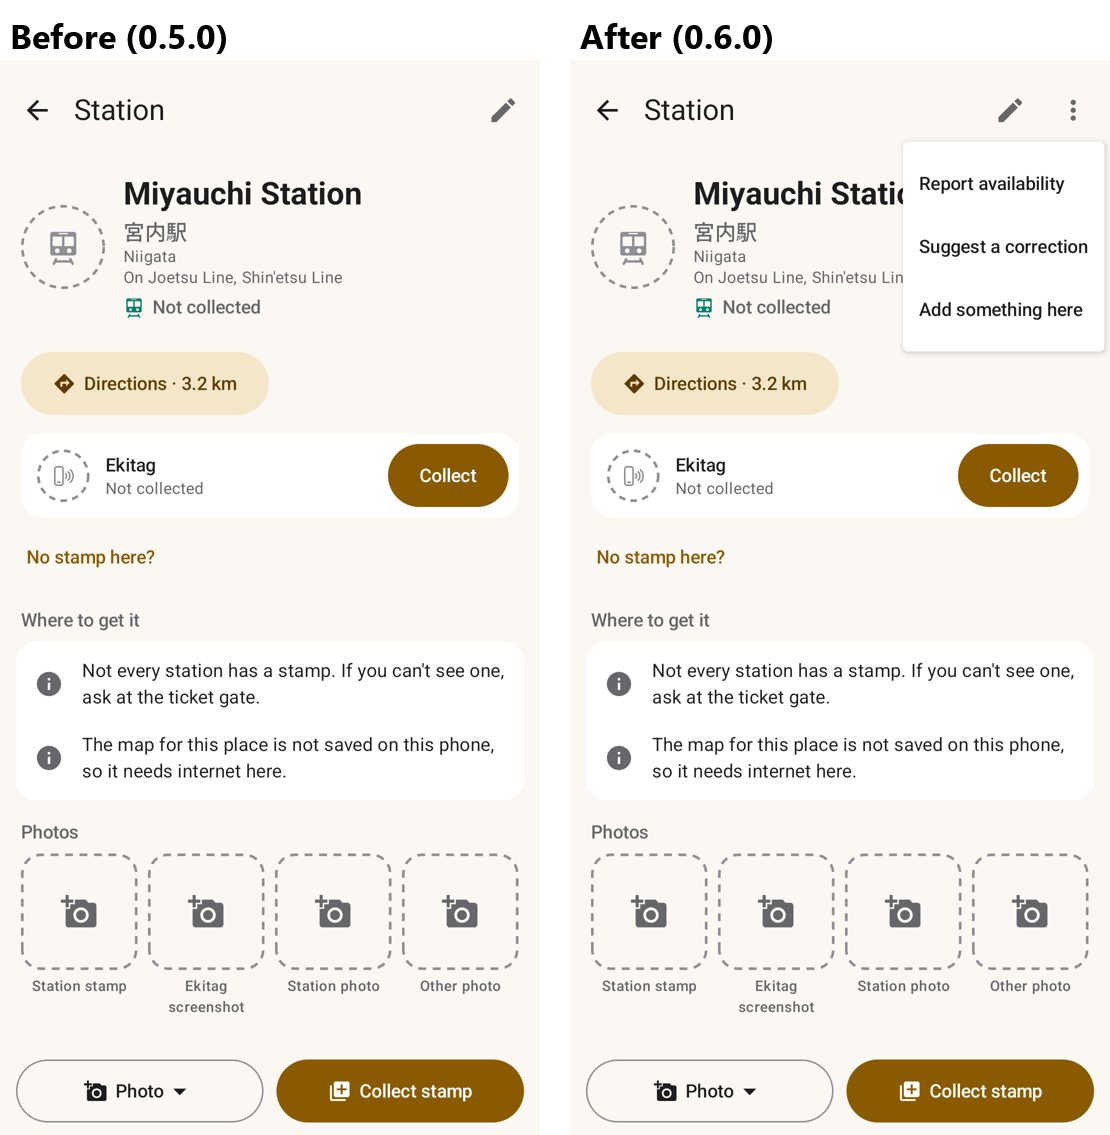 Before (0.5.0)
Station
Miyauchi Station
宮内駅
Niigata
On Joetsu Line, Shin'etsu Line
Not collected
Directions · 3.2 km
Ekitag
Not collected
Collect
No stamp here?
Where to get it
Not every station has a stamp. If you can't see one,
ask at the ticket gate.
The map for this place is not saved on this phone,
so it needs internet here.
Photos
Station stamp
Ekitag
screenshot
Station photo
Other photo
Photo
Collect stamp
After (0.6.0)
Station
Report availability
Suggest a correction
Add something here
Miyauchi Statio
宮内駅
Niigata
On Joetsu Line, Shin'etsu Lin
Not collected
Directions · 3.2 km
Ekitag
Not collected
Collect
No stamp here?
Where to get it
Not every station has a stamp. If you can't see one,
ask at the ticket gate.
The map for this place is not saved on this phone,
so it needs internet here.
Photos
Station stamp
Ekitag
screenshot
Station photo
Other photo
Photo
Collect stamp